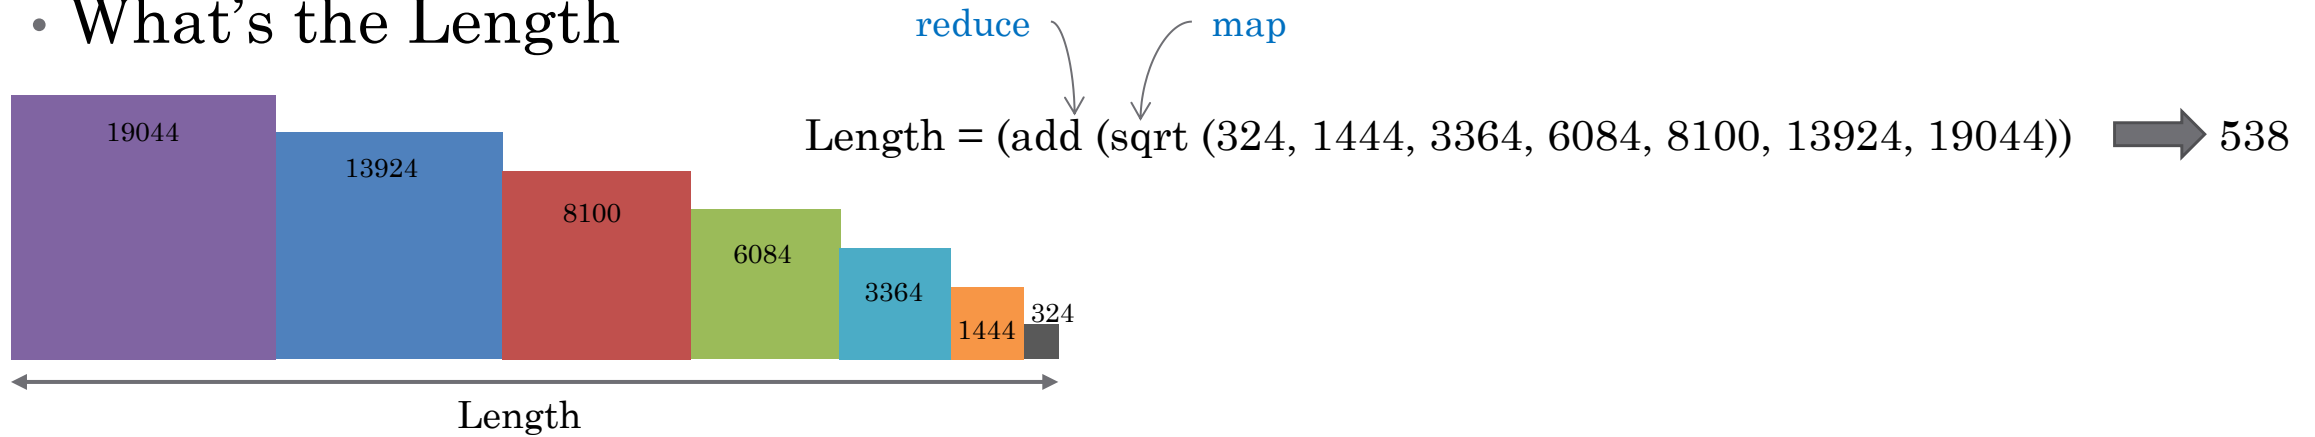 • What's the Length
reduce
map
Length = (add (sqrt (324, 1444, 3364, 6084, 8100, 13924, 19044))
538
19044
13924
8100
6084
3364
1444
324
Length